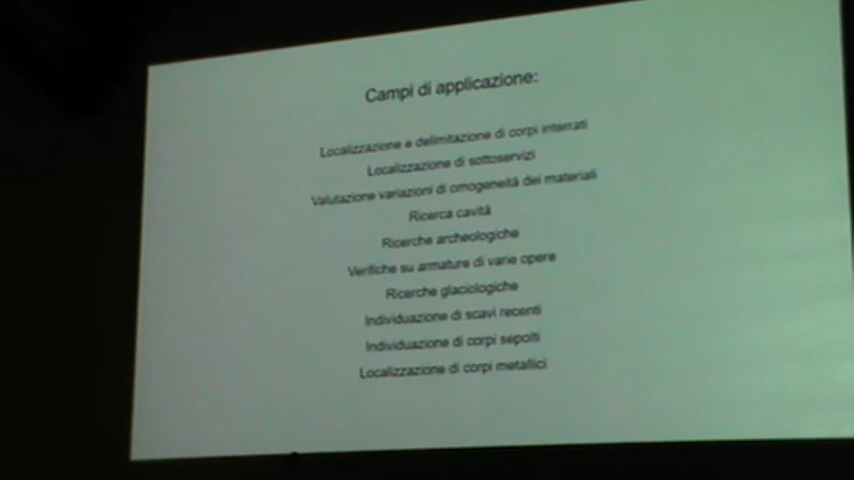 Campi di applicazione:
Localizzazione e delimitazione di corpi interrati
Localizzazione di sottoservizi
Valutazione variazioni di omogeneità dei materiali
Ricerca cavità
Ricerche archeologiche
Verifiche su armature di varie opere
Ricerche glaciologiche
Individuazione di scavi recenti
Individuazione di corpi sepolti
Localizzazione di corpi metallici